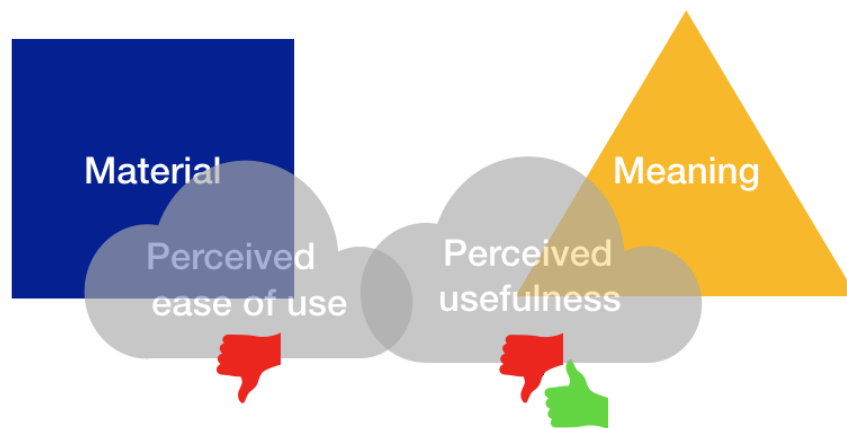 Material
Meaning
Perceived
ease of use
Perceived
usefulness